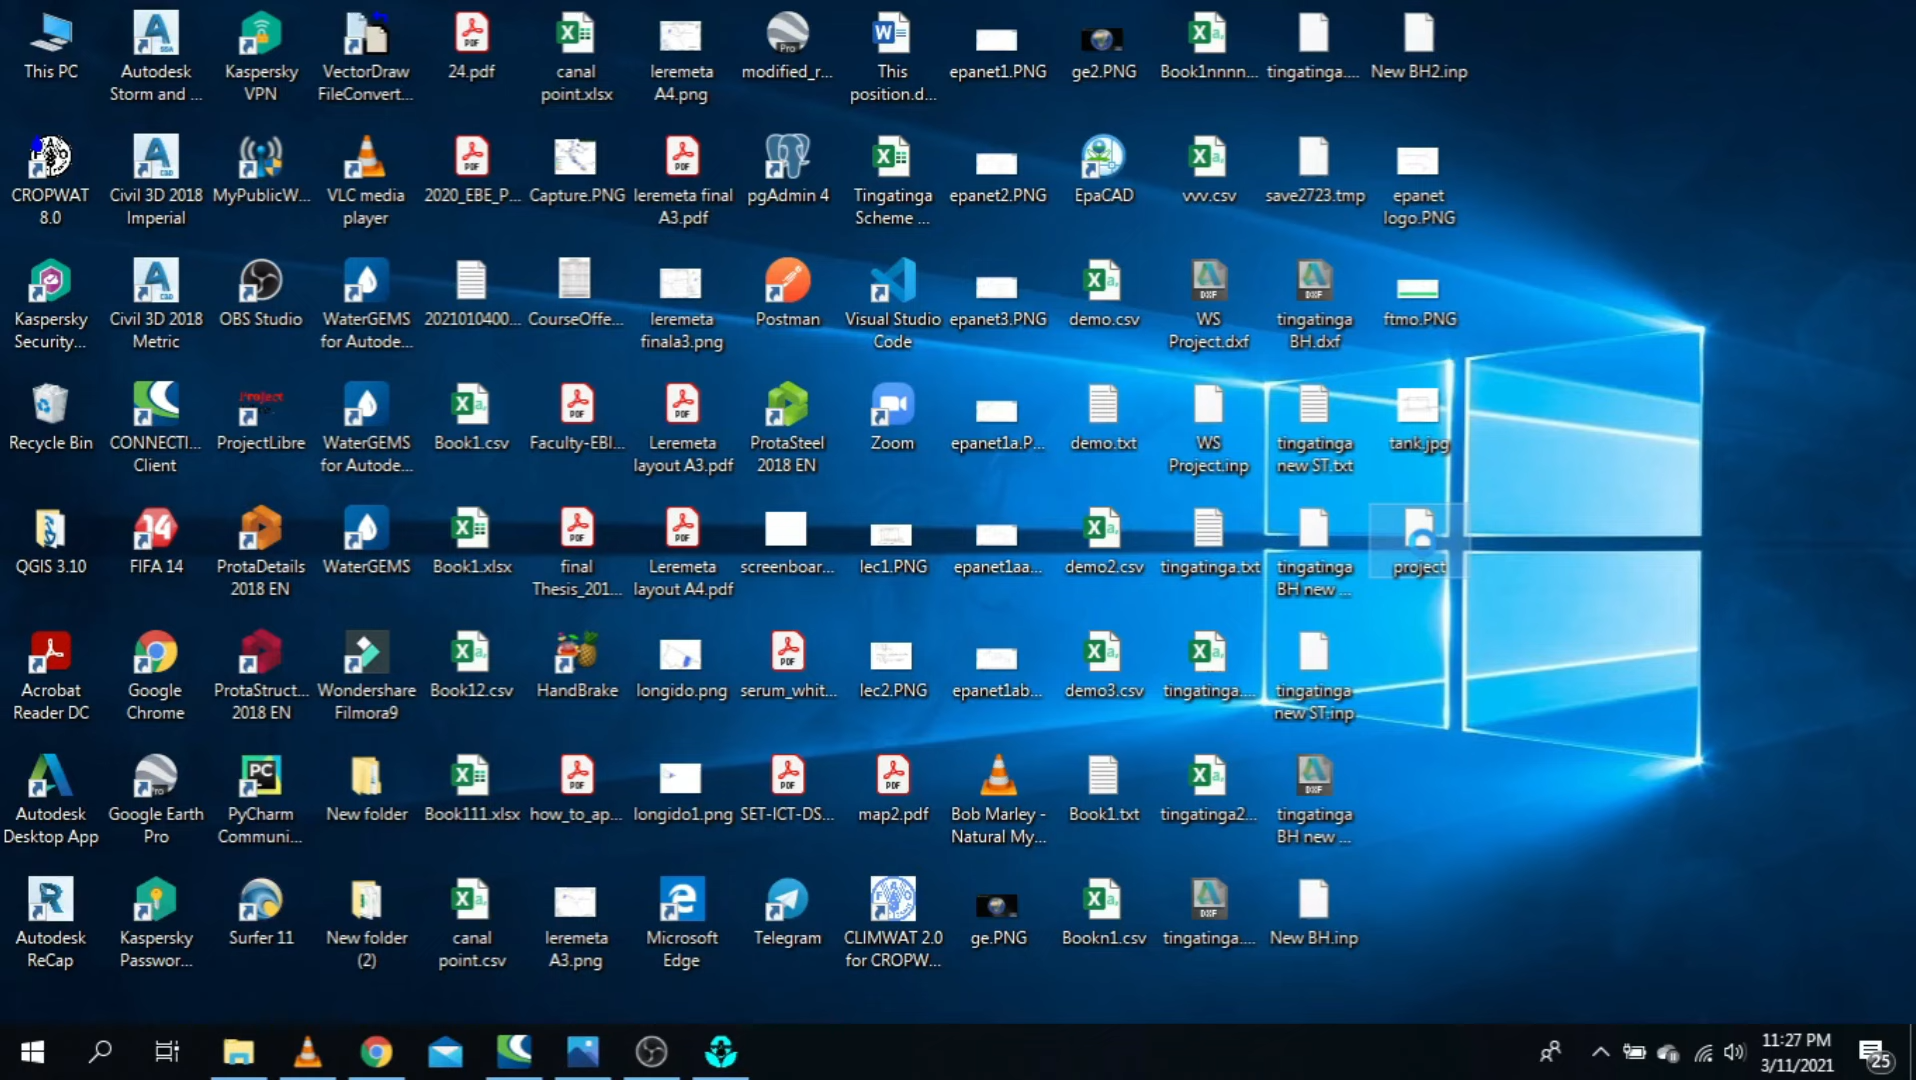 This PC
Autodesk
Storm and ...
Kaspersky
VPN
VectorDraw
FileConvert...
24.pdf
canal
point.xlsx
leremeta
A4.png
modified_r...
This
position.d...
epanet1.PNG
ge2.PNG
Book1nnnn...
tingatinga....
New BH2.inp
CROPWAT
8.0
Civil 3D 2018
Imperial
MyPublicW...
VLC media
player
2020_EBE_P...
Capture.PNG
leremeta final
A3.pdf
pgAdmin 4
Tingatinga
Scheme ...
epanet2.PNG
EpaCAD
vvv.csv
save2723.tmp
epanet
logo.PNG
Kaspersky
Security...
Civil 3D 2018
Metric
OBS Studio
WaterGEMS
for Autode...
2021010400...
CourseOffe...
leremeta
finala3.png
Postman
Visual Studio
Code
epanet3.PNG
demo.csv
WS
Project.dxf
tingatinga
BH.dxf
ftmo.PNG
Recycle Bin
CONNECTI...
Client
ProjectLibre
WaterGEMS
for Autode...
Book1.csv
Faculty-EBI...
Leremeta
layout A3.pdf
ProtaSteel
2018 EN
Zoom
epanet1a.P...
demo.txt
WS
Project.inp
tingatinga
new ST.txt
tank.jpg
QGIS 3.10
FIFA 14
ProtaDetails
2018 EN
WaterGEMS
Book1.xlsx
final
Thesis_201...
Leremeta
layout A4.pdf
screenboar...
lec1.PNG
epanet1aa...
demo2.csv
tingatinga.txt
tingatinga
BH new ...
project
Acrobat
Reader DC
Google
Chrome
ProtaStruct...
2018 EN
Wondershare
Filmora9
Book12.csv
HandBrake
longido.png
serum_whit...
lec2.PNG
epanet1ab...
demo3.csv
tingatinga....
tingatinga
new ST.inp
Autodesk
Desktop App
Google Earth
Pro
PyCharm
Communi...
New folder
Book111.xlsx
how_to_ap...
longido1.png
SET-ICT-DS...
map2.pdf
Bob Marley -
Natural My...
Book1.txt
tingatinga2...
tingatinga
BH new ...
Autodesk
ReCap
Kaspersky
Passwor...
Surfer 11
New folder
(2)
canal
point.csv
leremeta
A3.png
Microsoft
Edge
Telegram
CLIMWAT 2.0
for CROPW...
ge.PNG
Bookn1.csv
tingatinga....
New BH.inp
11:27 PM
3/11/2021
25